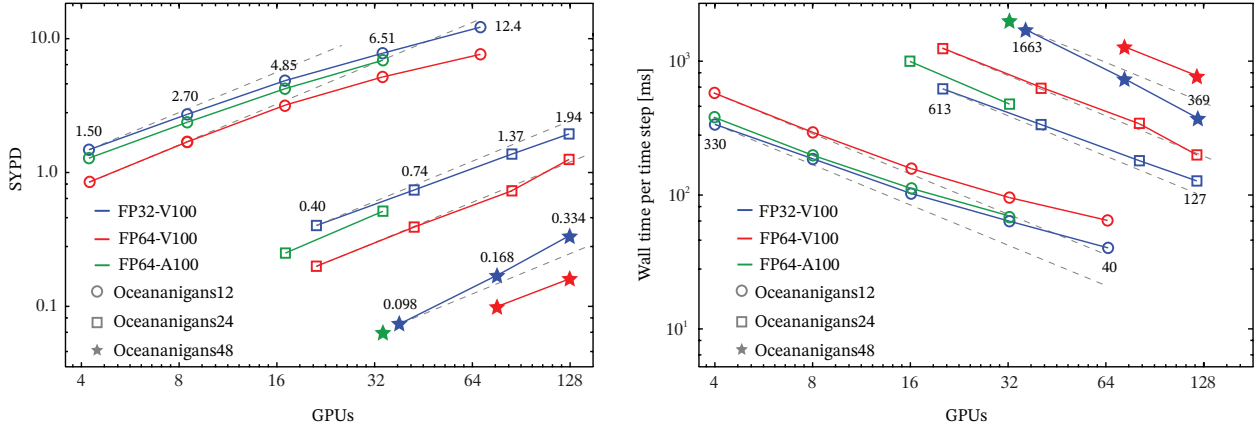 10.0
1.0
0.1
SYPD
1.50
2.70
4.85
6.51
12.4
0.40
0.74
1.37
1.94
0.098
0.168
0.334
FP32-V100
FP64-V100
FP64-A100
Oceananigans12
Oceananigans24
Oceananigans48
4 8 16 32 64 128
GPUs
10³
10²
10¹
Wall time per time step [ms]
1663
369
613
330
127
40
FP32-V100
FP64-V100
FP64-A100
Oceananigans12
Oceananigans24
Oceananigans48
4 8 16 32 64 128
GPUs